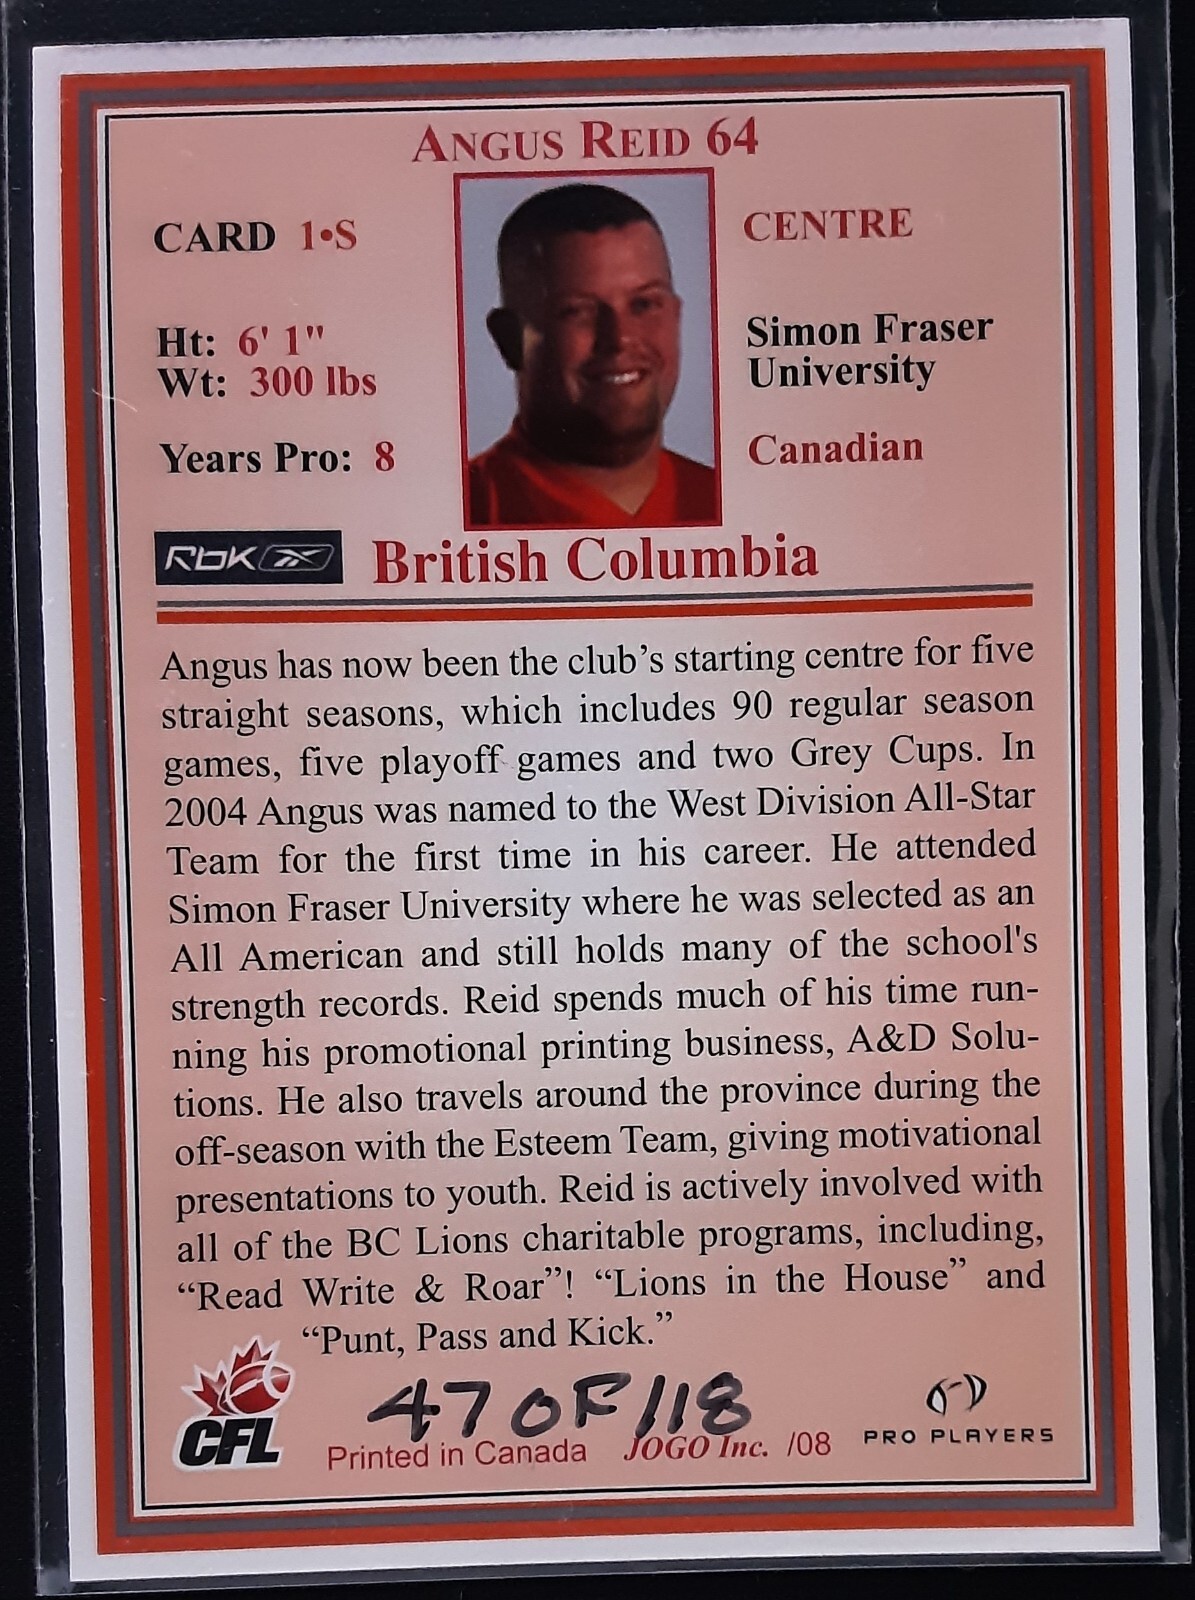 ANGUS REID 64
CARD 1•S
CENTRE
Ht: 6' 1"
Wt: 300 lbs
Simon Fraser
University
Years Pro: 8
Canadian
Rbk
British Columbia
Angus has now been the club's starting centre for five
straight seasons, which includes 90 regular season
games, five playoff games and two Grey Cups. In
2004 Angus was named to the West Division All-Star
Team for the first time in his career. He attended
Simon Fraser University where he was selected as an
All American and still holds many of the school's
strength records. Reid spends much of his time run-
ning his promotional printing business, A&D Solu-
tions. He also travels around the province during the
off-season with the Esteem Team, giving motivational
presentations to youth. Reid is actively involved with
all of the BC Lions charitable programs, including,
“Read Write & Roar”! “Lions in the House” and
“Punt, Pass and Kick.”
CFL
47 OF 118
Printed in Canada JOGO Inc. /08
PRO PLAYERS